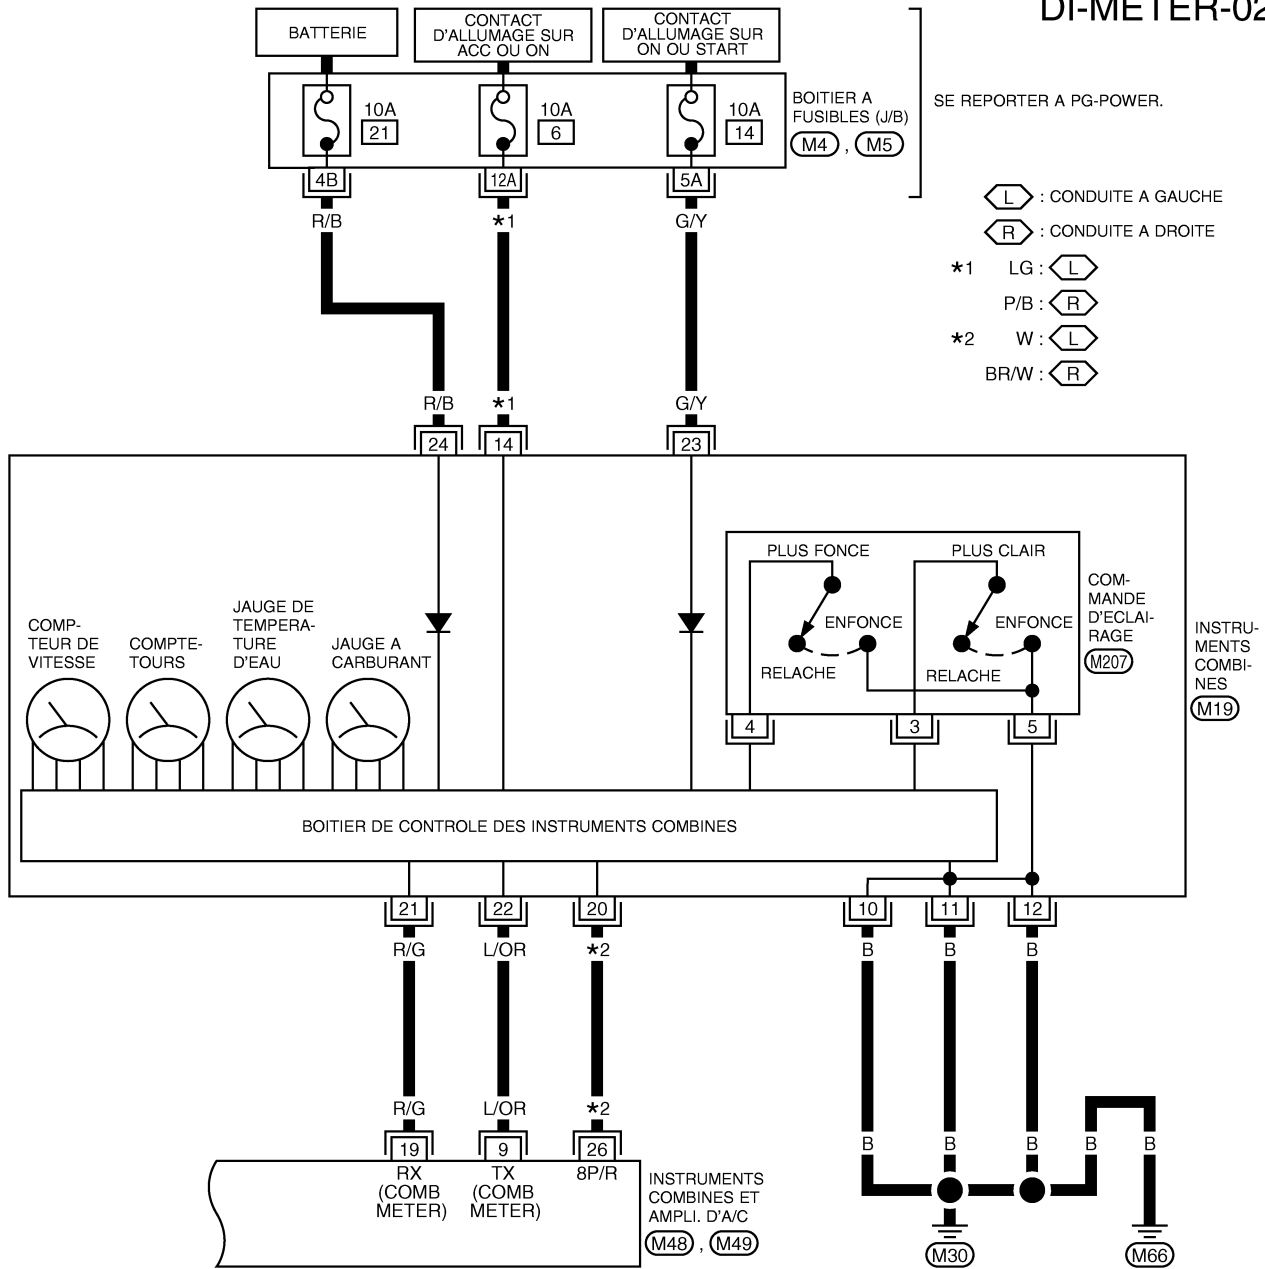 DI-METER-02
BATTERIE
CONTACT
D'ALLUMAGE SUR
ACC OU ON
CONTACT
D'ALLUMAGE SUR
ON OU START
10A
21
10A
6
10A
14
BOITIER A
FUSIBLES (J/B)
M4 , M5
SE REPORTER A PG-POWER.
4B
12A
5A
R/B
*1
G/Y
L : CONDUITE A GAUCHE
R : CONDUITE A DROITE
*1 LG : L
P/B : R
*2 W : L
BR/W : R
R/B
*1
G/Y
24
14
23
PLUS FONCE
PLUS CLAIR
ENFONCE
ENFONCE
RELACHE
RELACHE
COM-
MANDE
D'ECLAI-
RAGE
M207
INSTRU-
MENTS
COMBI-
NES
M19
COMP-
TEUR DE
VITESSE
COMPTE-
TOURS
JAUGE DE
TEMPERA-
TURE
D'EAU
JAUGE A
CARBURANT
4
3
5
BOITIER DE CONTROLE DES INSTRUMENTS COMBINES
21
22
20
10
11
12
R/G
L/OR
*2
B
B
B
R/G
L/OR
*2
B
B
B
B
B
19
9
26
RX
(COMB
METER)
TX
(COMB
METER)
8P/R
INSTRUMENTS
COMBINES ET
AMPLI. D'A/C
M48 , M49
M30
M66